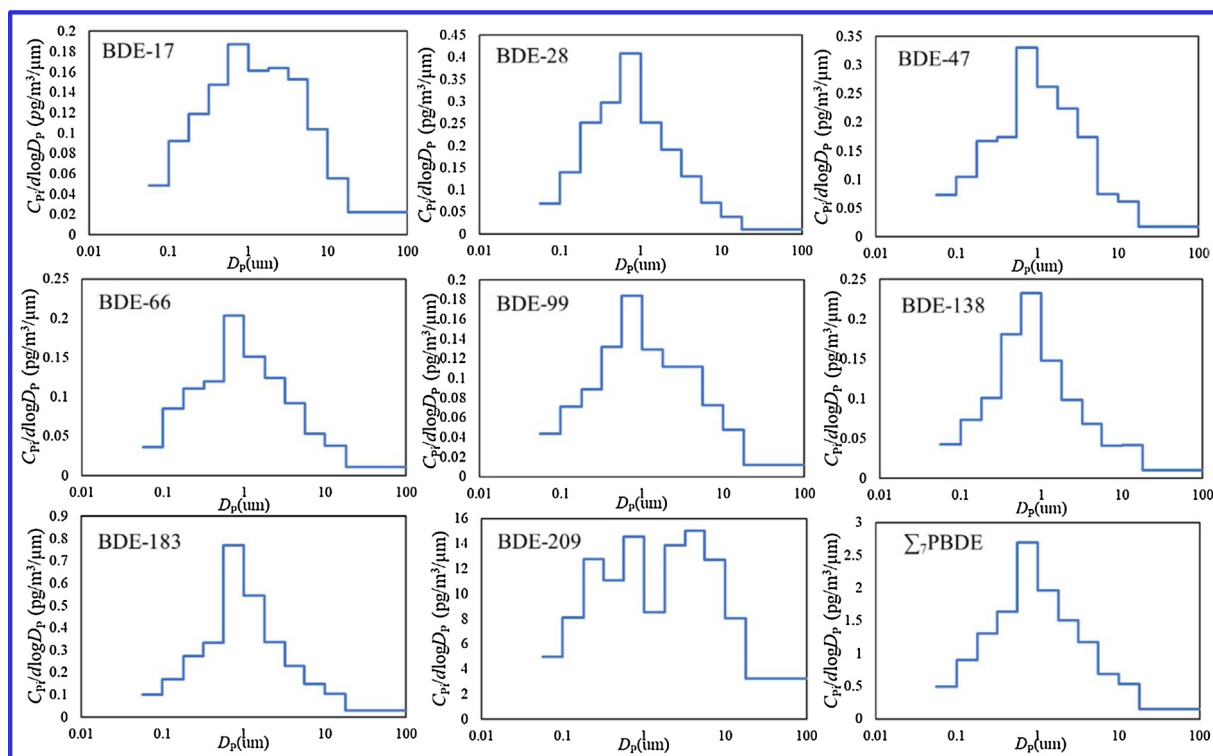 BDE-17
C_Pi/dlogD_P (pg/m³/µm)
0.2
0.18
0.16
0.14
0.12
0.1
0.08
0.06
0.04
0.02
0
0.01 0.1 1 10 100
D_P(um)
BDE-28
C_Pi/dlogD_P (pg/m³/µm)
0.45
0.4
0.35
0.3
0.25
0.2
0.15
0.1
0.05
0
0.01 0.1 1 10 100
D_P(um)
BDE-47
C_Pi/dlogD_P (pg/m³/µm)
0.35
0.3
0.25
0.2
0.15
0.1
0.05
0
0.01 0.1 1 10 100
D_P(um)
BDE-66
C_Pi/dlogD_P (pg/m³/µm)
0.25
0.2
0.15
0.1
0.05
0
0.01 0.1 1 10 100
D_P(um)
BDE-99
C_Pi/dlogD_P (pg/m³/µm)
0.2
0.18
0.16
0.14
0.12
0.1
0.08
0.06
0.04
0.02
0
0.01 0.1 1 10 100
D_P(um)
BDE-138
C_Pi/dlogD_P (pg/m³/µm)
0.25
0.2
0.15
0.1
0.05
0
0.01 0.1 1 10 100
D_P(um)
BDE-183
C_Pi/dlogD_P (pg/m³/µm)
0.9
0.8
0.7
0.6
0.5
0.4
0.3
0.2
0.1
0
0.01 0.1 1 10 100
D_P(um)
BDE-209
C_Pi/dlogD_P (pg/m³/µm)
16
14
12
10
8
6
4
2
0
0.01 0.1 1 10 100
D_P(um)
∑₇PBDE
C_Pi/dlogD_P (pg/m³/µm)
3
2.5
2
1.5
1
0.5
0
0.01 0.1 1 10 100
D_P(um)